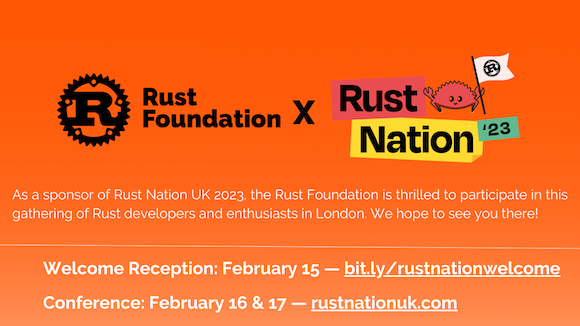 R
Rust
Foundation
X
Rust
Nation
'23
R
As a sponsor of Rust Nation UK 2023, the Rust Foundation is thrilled to participate in this
gathering of Rust developers and enthusiasts in London. We hope to see you there!
Welcome Reception: February 15 — bit.ly/rustnationwelcome
Conference: February 16 & 17 — rustnationuk.com